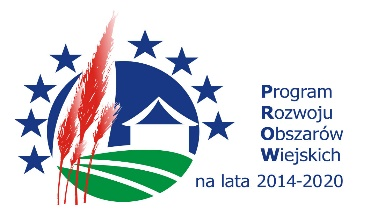 Program
Rozwoju
Obszarów
Wiejskich
na lata 2014-2020